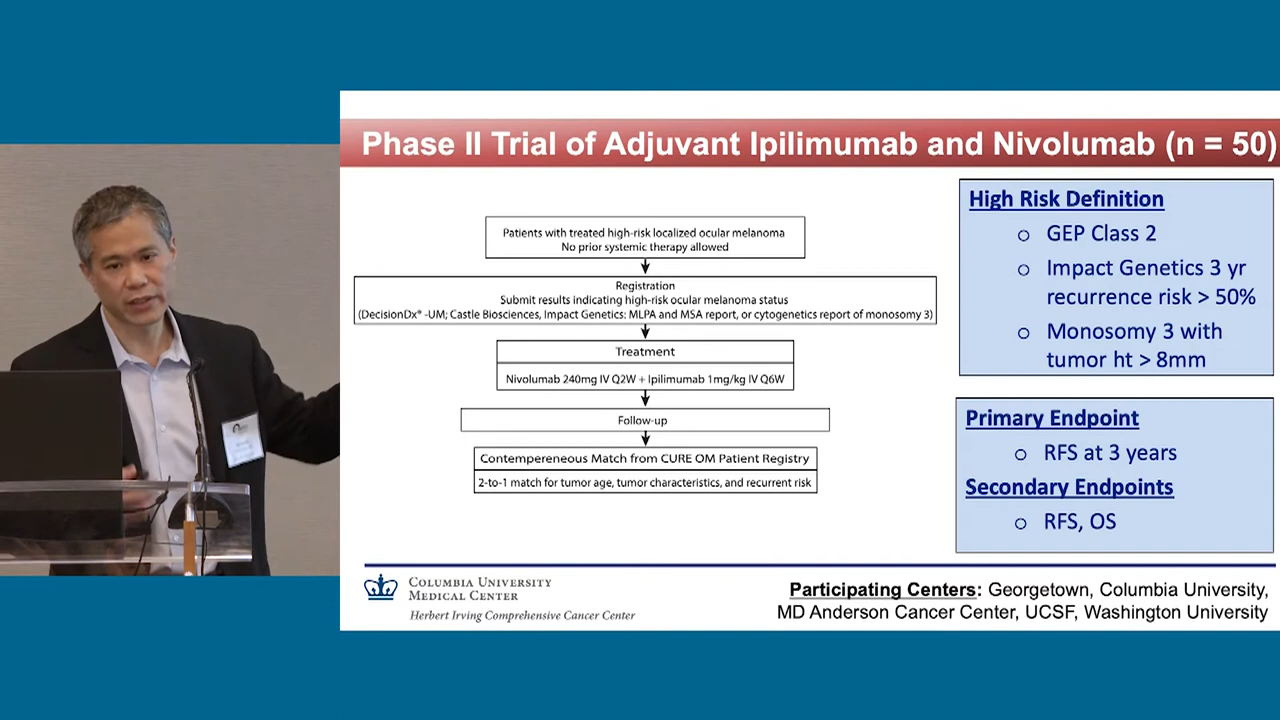 Phase II Trial of Adjuvant Ipilimumab and Nivolumab (n = 50)
Patients with treated high-risk localized ocular melanoma
No prior systemic therapy allowed
Registration
Submit results indicating high-risk ocular melanoma status
(DecisionDx® -UM; Castle Biosciences, Impact Genetics: MLPA and MSA report, or cytogenetics report of monosomy 3)
Treatment
Nivolumab 240mg IV Q2W + Ipilimumab 1mg/kg IV Q6W
Follow-up
Contempereneous Match from CURE OM Patient Registry
2-to-1 match for tumor age, tumor characteristics, and recurrent risk
High Risk Definition
GEP Class 2
Impact Genetics 3 yr
recurrence risk > 50%
Monosomy 3 with
tumor ht > 8mm
Primary Endpoint
RFS at 3 years
Secondary Endpoints
RFS, OS
COLUMBIA UNIVERSITY
MEDICAL CENTER
Herbert Irving Comprehensive Cancer Center
Participating Centers: Georgetown, Columbia University,
MD Anderson Cancer Center, UCSF, Washington University